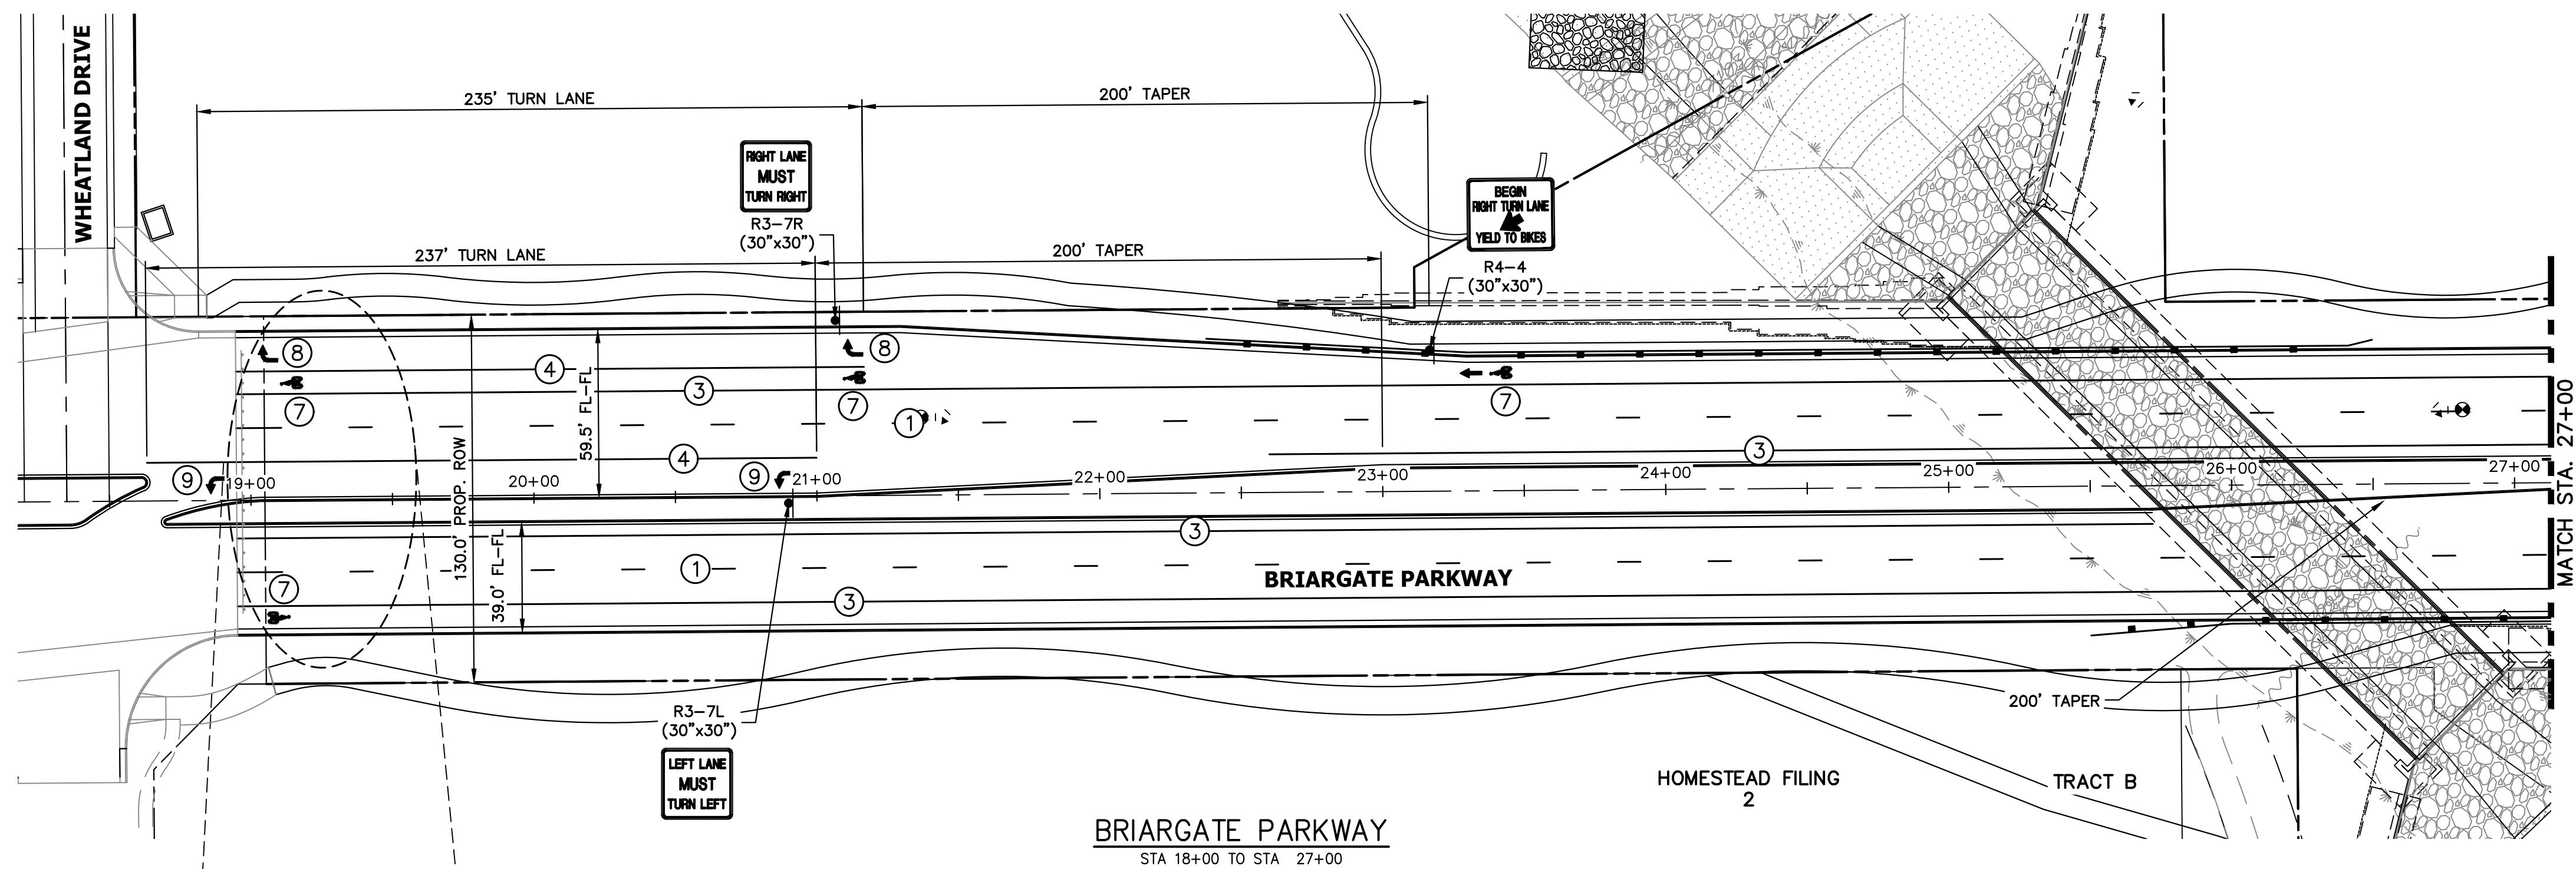 WHEATLAND DRIVE
235' TURN LANE
200' TAPER
RIGHT LANE
MUST
TURN RIGHT
R3-7R
(30"x30")
BEGIN
RIGHT TURN LANE
YIELD TO BIKES
R4-4
(30"x30")
237' TURN LANE
200' TAPER
8
8
4
3
7
7
7
1
59.5' FL-FL
130.0' PROP. ROW
39.0' FL-FL
4
3
9
9
19+00
20+00
21+00
22+00
23+00
24+00
25+00
26+00
27+00
MATCH STA. 27+00
3
1
BRIARGATE PARKWAY
7
3
200' TAPER
R3-7L
(30"x30")
LEFT LANE
MUST
TURN LEFT
HOMESTEAD FILING
2
TRACT B
BRIARGATE PARKWAY
STA 18+00 TO STA 27+00